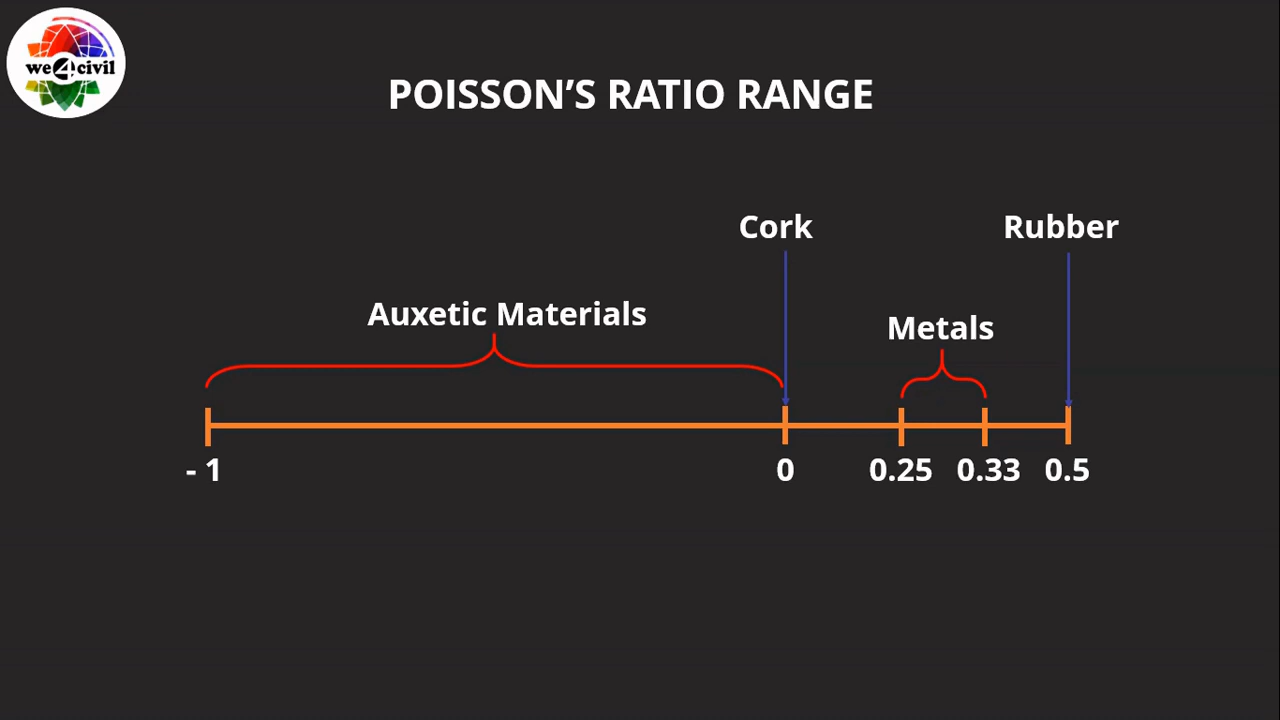 we4civil
POISSON’S RATIO RANGE
Cork
Rubber
Auxetic Materials
Metals
- 1
0
0.25
0.33
0.5